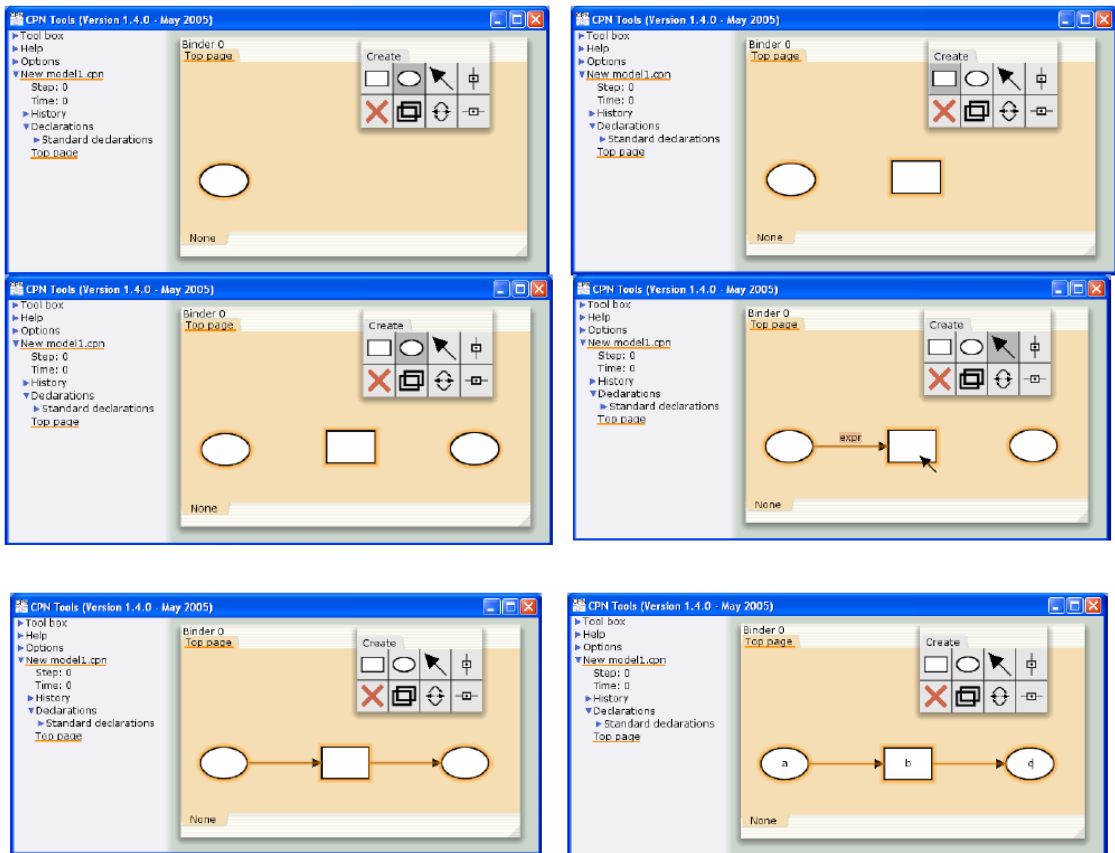 CPN Tools (Version 1.4.0 - May 2005)
Tool box
Help
Options
New model1.cpn
Step: 0
Time: 0
History
Declarations
Standard declarations
Top page
Binder 0
Top page
Create
None
CPN Tools (Version 1.4.0 - May 2005)
Tool box
Help
Options
New model1.cpn
Step: 0
Time: 0
History
Declarations
Standard declarations
Top page
Binder 0
Top page
Create
None
CPN Tools (Version 1.4.0 - May 2005)
Tool box
Help
Options
New model1.cpn
Step: 0
Time: 0
History
Declarations
Standard declarations
Top page
Binder 0
Top page
Create
None
CPN Tools (Version 1.4.0 - May 2005)
Tool box
Help
Options
New model1.cpn
Step: 0
Time: 0
History
Declarations
Standard declarations
Top page
Binder 0
Top page
Create
expr
None
CPN Tools (Version 1.4.0 - May 2005)
Tool box
Help
Options
New model1.cpn
Step: 0
Time: 0
History
Declarations
Standard declarations
Top page
Binder 0
Top page
Create
None
CPN Tools (Version 1.4.0 - May 2005)
Tool box
Help
Options
New model1.cpn
Step: 0
Time: 0
History
Declarations
Standard declarations
Top page
Binder 0
Top page
Create
a b c
None